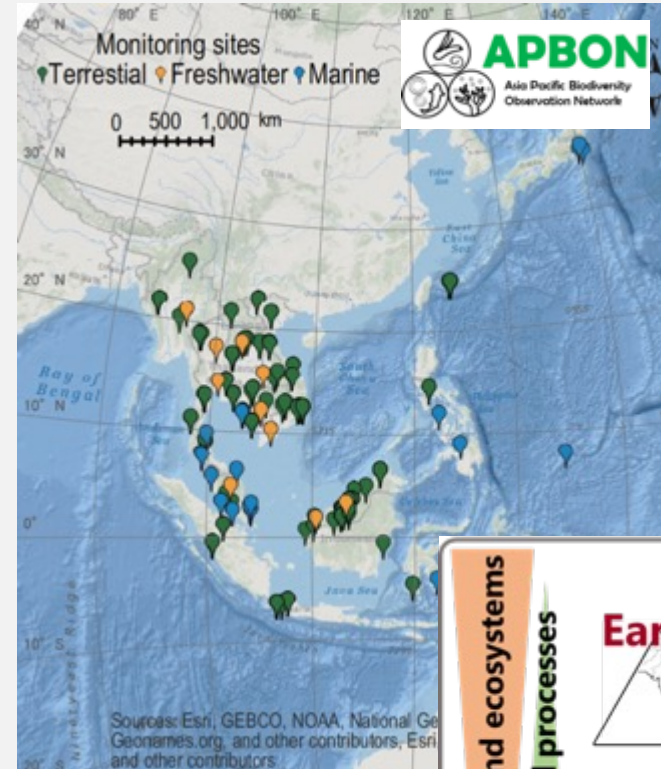 80° E
100° E
120° E
140° E
40° N
Monitoring sites
Terrestial Freshwater Marine
0 500 1,000 km
APBON
Asia Pacific Biodiversity
Observation Network
30° N
East
China
Sea
20° N
Bay of
Bengal
South
China Sea
10° N
0°
Java Sea
10° S
Ninetyeast Ridge
nd ecosystems
processes
Ear
Sources: Esri, GEBCO, NOAA, National Ge
Geonames.org, and other contributors, Esri
and other contributors
20° S